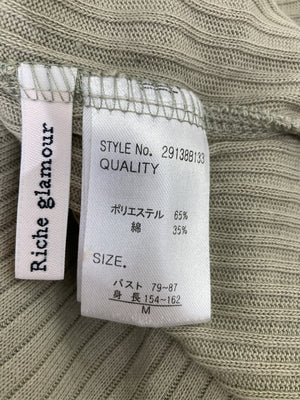 Riche glamour
STYLE No. 29138B133
QUALITY
ポリエステル 65%
綿 35%
SIZE.
バスト 79~87
身長 154~162
M